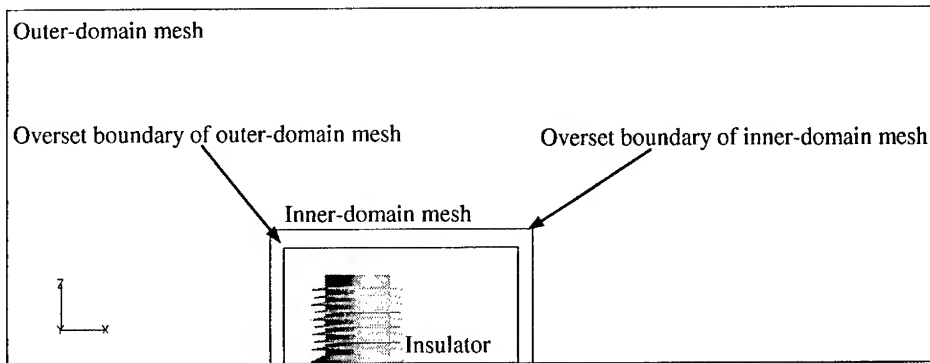 Outer-domain mesh
Overset boundary of outer-domain mesh
Overset boundary of inner-domain mesh
Inner-domain mesh
Z
Y
X
Insulator